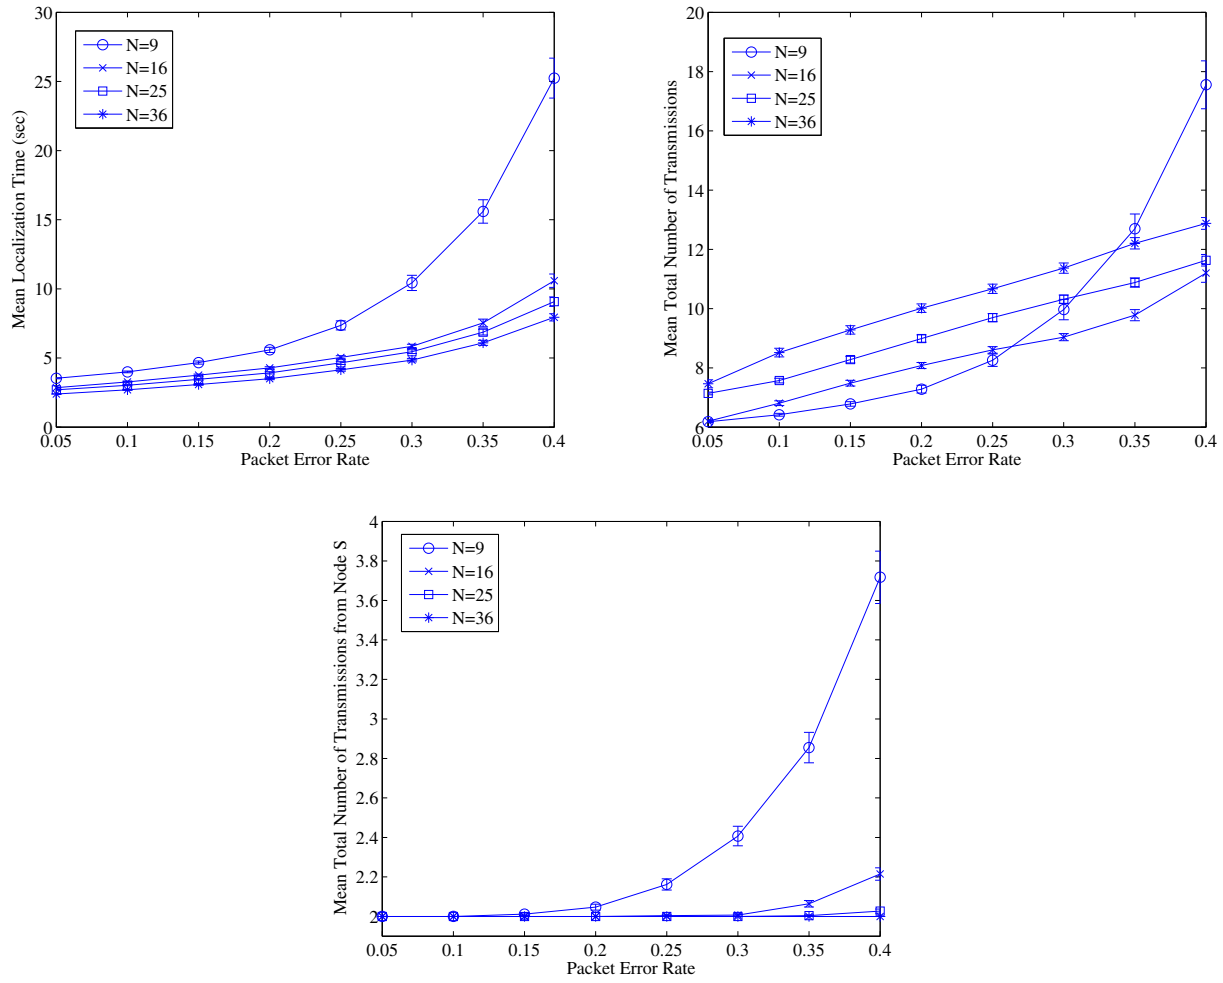 30
25
20
15
10
5
0
Mean Localization Time (sec)
N=9
N=16
N=25
N=36
0.05 0.1 0.15 0.2 0.25 0.3 0.35 0.4
Packet Error Rate
20
18
16
14
12
10
8
6
Mean Total Number of Transmissions
N=9
N=16
N=25
N=36
0.05 0.1 0.15 0.2 0.25 0.3 0.35 0.4
Packet Error Rate
4
3.8
3.6
3.4
3.2
3
2.8
2.6
2.4
2.2
2
Mean Total Number of Transmissions from Node S
N=9
N=16
N=25
N=36
0.05 0.1 0.15 0.2 0.25 0.3 0.35 0.4
Packet Error Rate